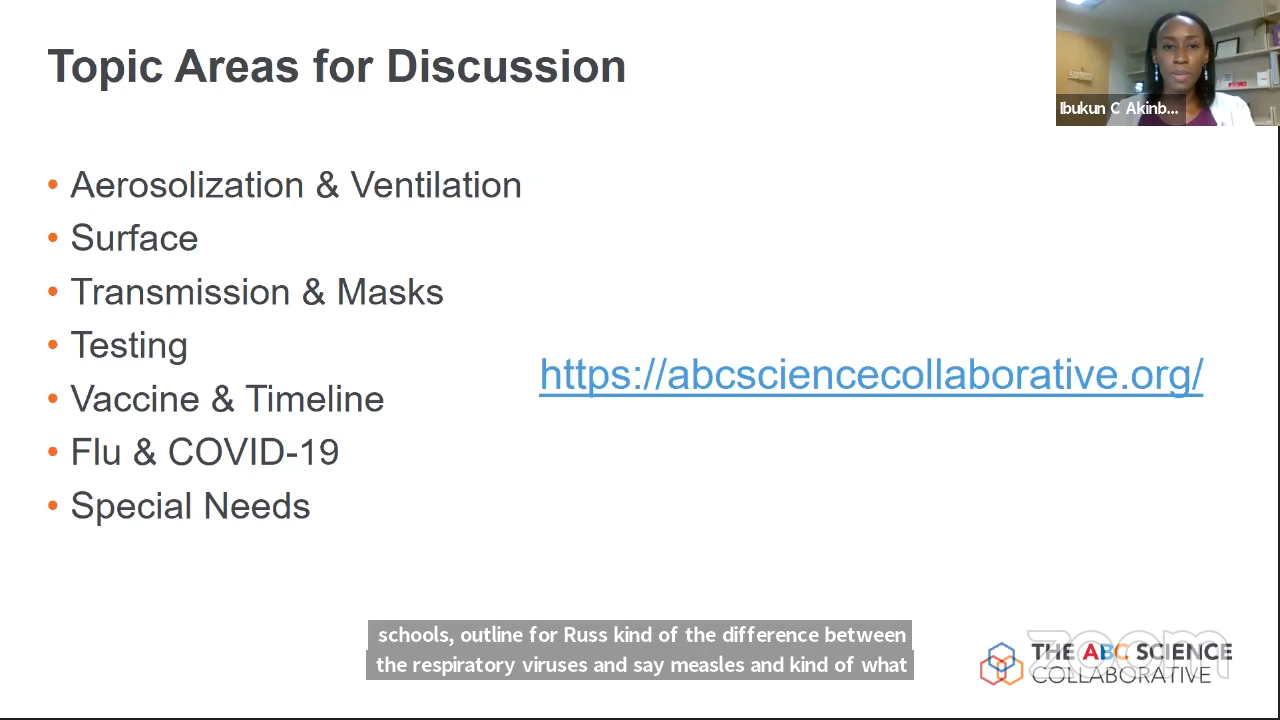 Topic Areas for Discussion
Ibukun C Akinb...
• Aerosolization & Ventilation
• Surface
• Transmission & Masks
• Testing
https://abcsciencecollaborative.org/
• Vaccine & Timeline
• Flu & COVID-19
• Special Needs
schools, outline for Russ kind of the difference between
the respiratory viruses and say measles and kind of what
zoom
THE ABC SCIENCE
COLLABORATIVE